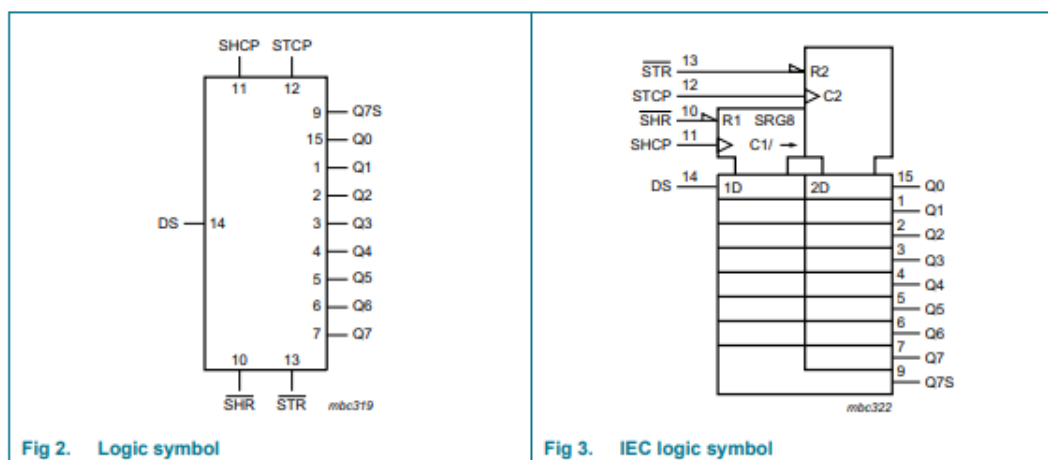 SHCP STCP
11 12
9 Q7S
15 Q0
1 Q1
2 Q2
DS 14 3 Q3
4 Q4
5 Q5
6 Q6
7 Q7
10 13
SHR STR mbc319
Fig 2. Logic symbol
STR 13 R2
STCP 12 C2
SHR 10 R1 SRG8
SHCP 11 C1/ →
DS 14 1D 2D 15 Q0
1 Q1
2 Q2
3 Q3
4 Q4
5 Q5
6 Q6
7 Q7
9 Q7S
mbc322
Fig 3. IEC logic symbol